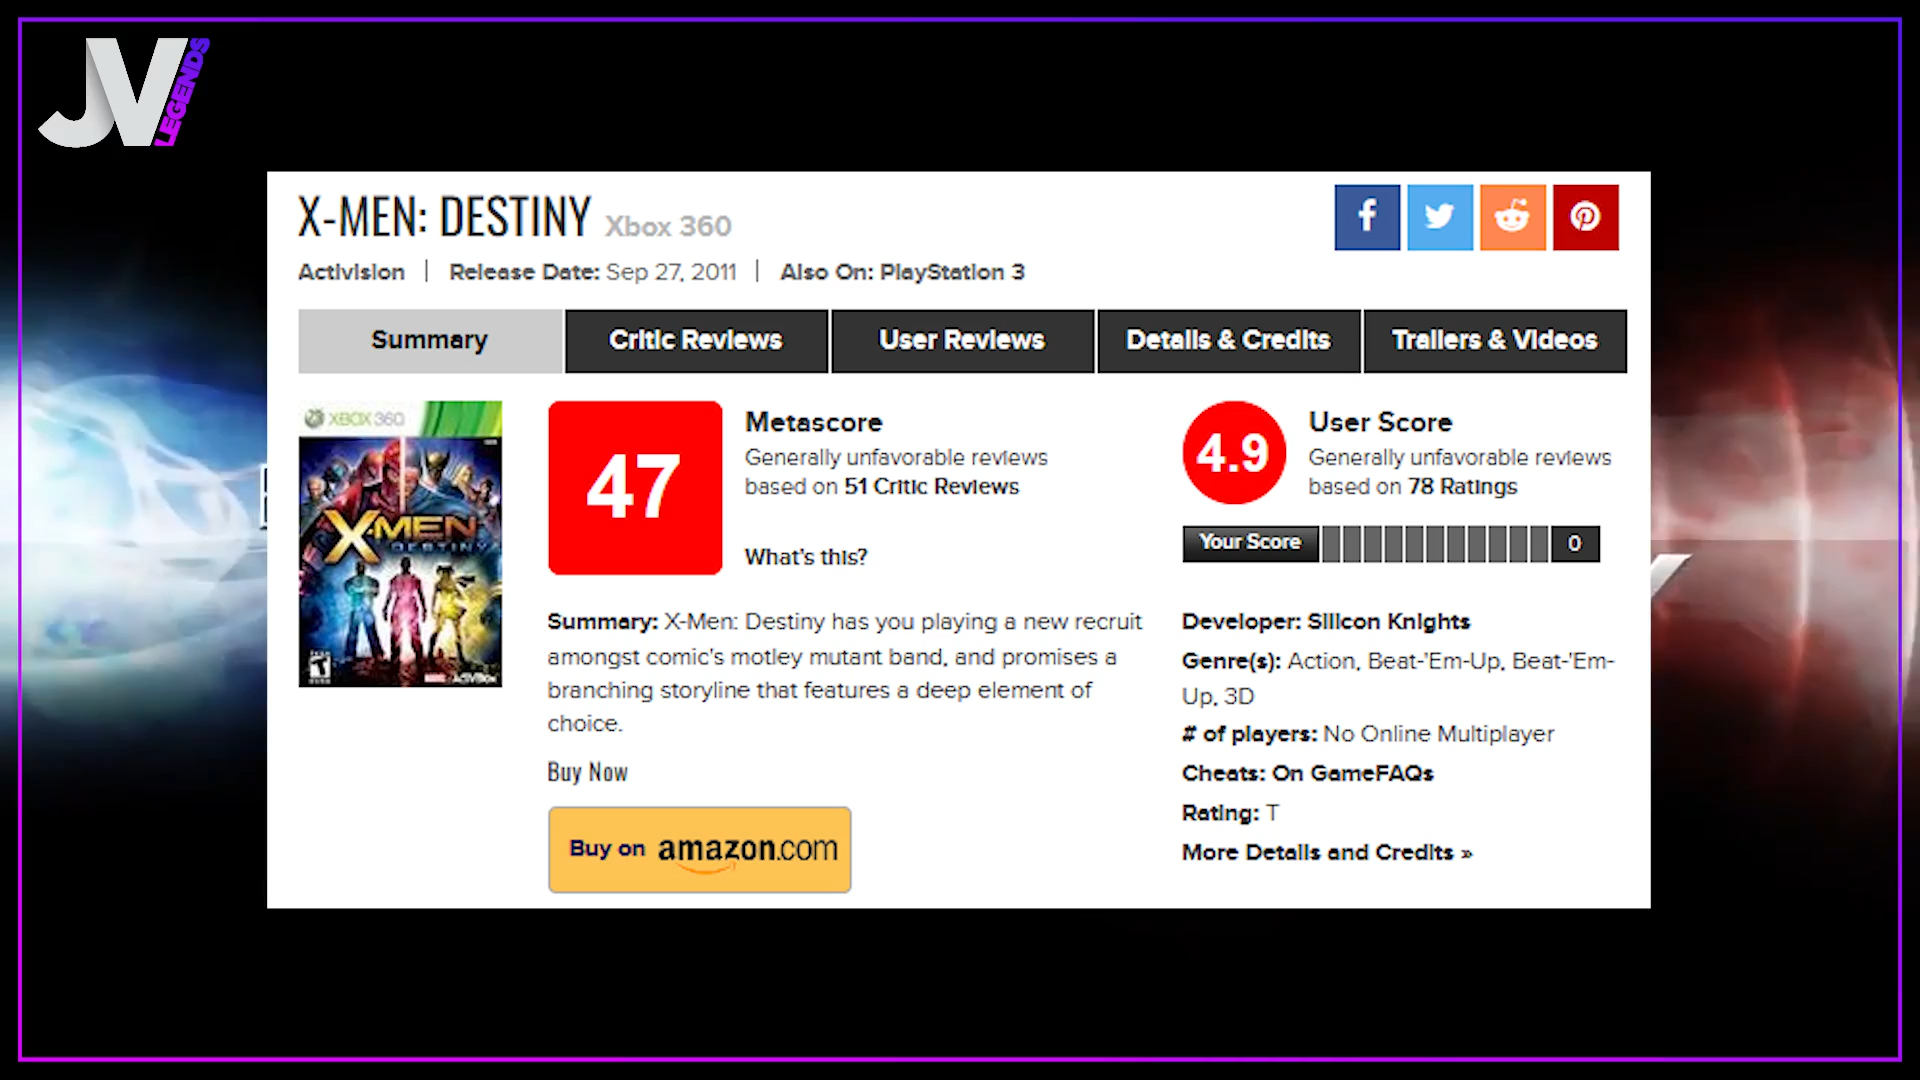 JV
LEGENDS
X-MEN: DESTINY Xbox 360
Activision | Release Date: Sep 27, 2011 | Also On: PlayStation 3
Summary
Critic Reviews
User Reviews
Details & Credits
Trailers & Videos
XBOX 360
X-MEN
DESTINY
T
MARVEL
ACTIVISION
47
Metascore
Generally unfavorable reviews
based on 51 Critic Reviews
What's this?
4.9
User Score
Generally unfavorable reviews
based on 78 Ratings
Your Score
0
Summary: X-Men: Destiny has you playing a new recruit
amongst comic's motley mutant band, and promises a
branching storyline that features a deep element of
choice.
Buy Now
Buy on amazon.com
Developer: Silicon Knights
Genre(s): Action, Beat-'Em-Up, Beat-'Em-
Up, 3D
# of players: No Online Multiplayer
Cheats: On GameFAQs
Rating: T
More Details and Credits »